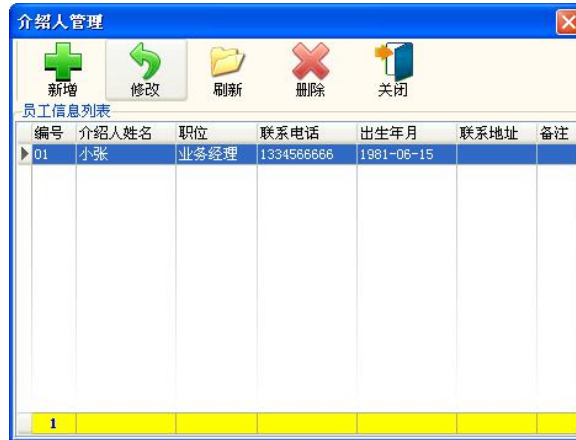 介绍人管理
新增 修改 刷新 删除 关闭
员工信息列表
编号 介绍人姓名 职位 联系电话 出生年月 联系地址 备注
01 小张 业务经理 1334566666 1981-06-15
1